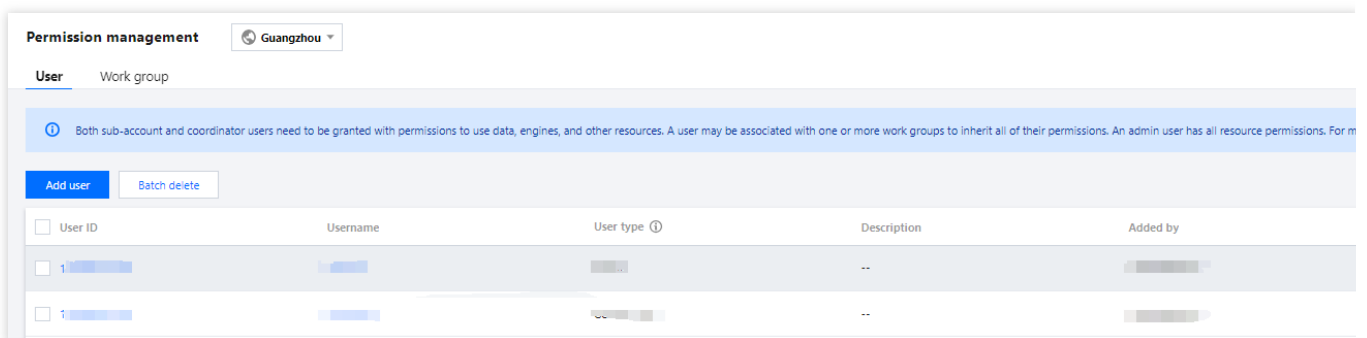 Permission management Guangzhou
User Work group
Both sub-account and coordinator users need to be granted with permissions to use data, engines, and other resources. A user may be associated with one or more work groups to inherit all of their permissions. An admin user has all resource permissions. For m
Add user Batch delete
User ID Username User type Description Added by
1 --
1 --